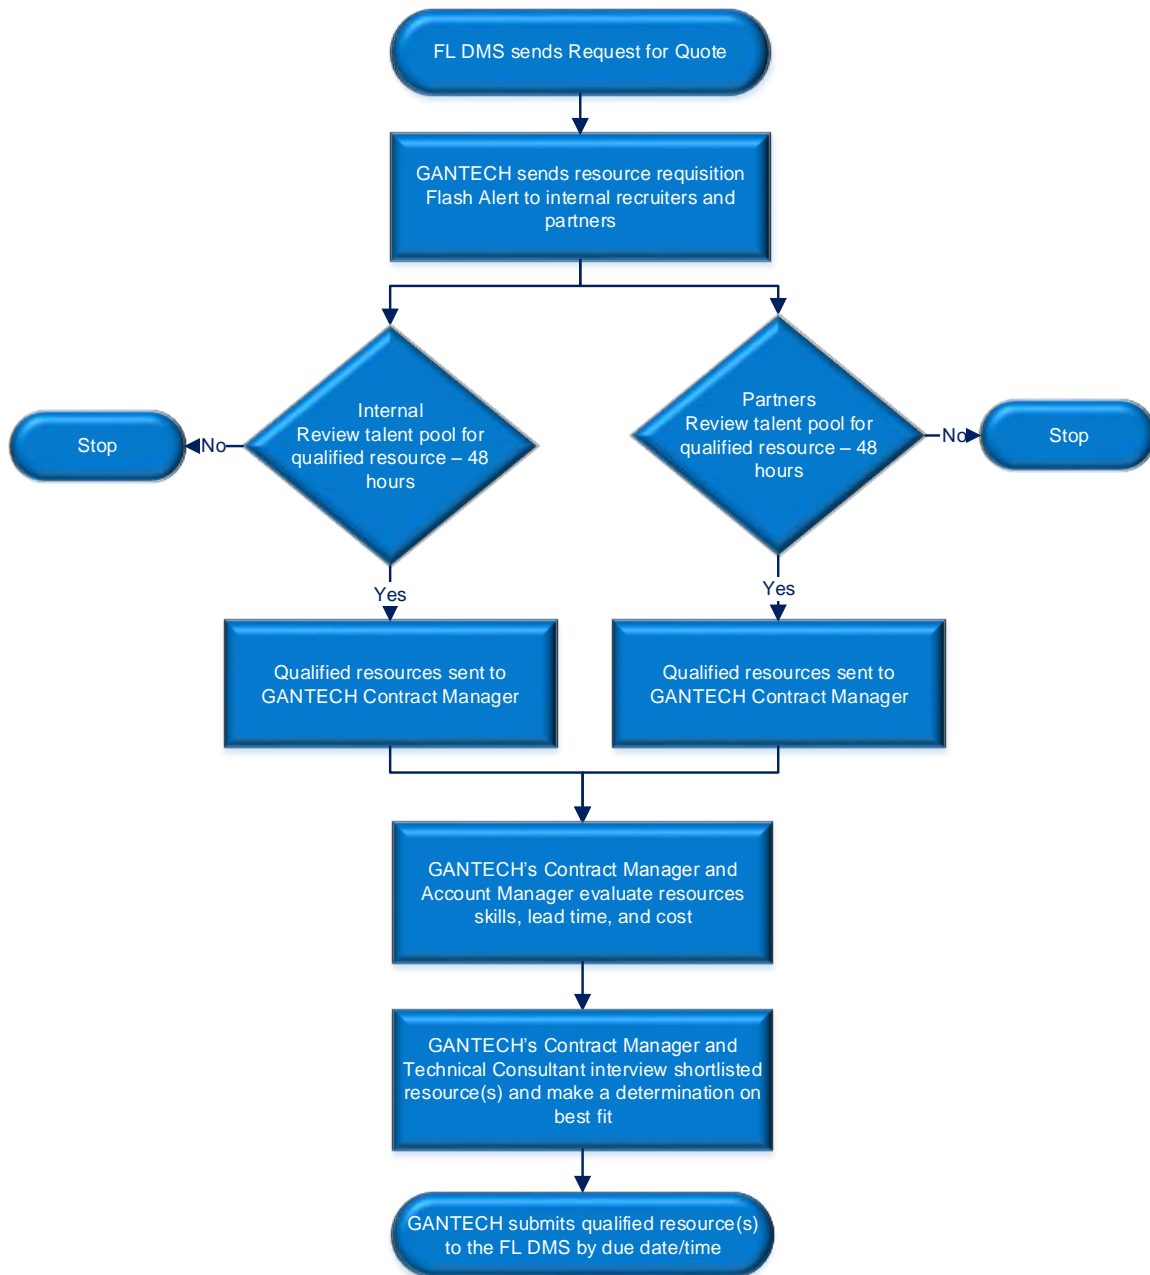 FL DMS sends Request for Quote
GANTECH sends resource requisition
Flash Alert to internal recruiters and
partners
Internal
Review talent pool for
qualified resource – 48
hours
Partners
Review talent pool for
qualified resource – 48
hours
Stop
No
No
Stop
Yes
Yes
Qualified resources sent to
GANTECH Contract Manager
Qualified resources sent to
GANTECH Contract Manager
GANTECH’s Contract Manager and
Account Manager evaluate resources
skills, lead time, and cost
GANTECH’s Contract Manager and
Technical Consultant interview shortlisted
resource(s) and make a determination on
best fit
GANTECH submits qualified resource(s)
to the FL DMS by due date/time